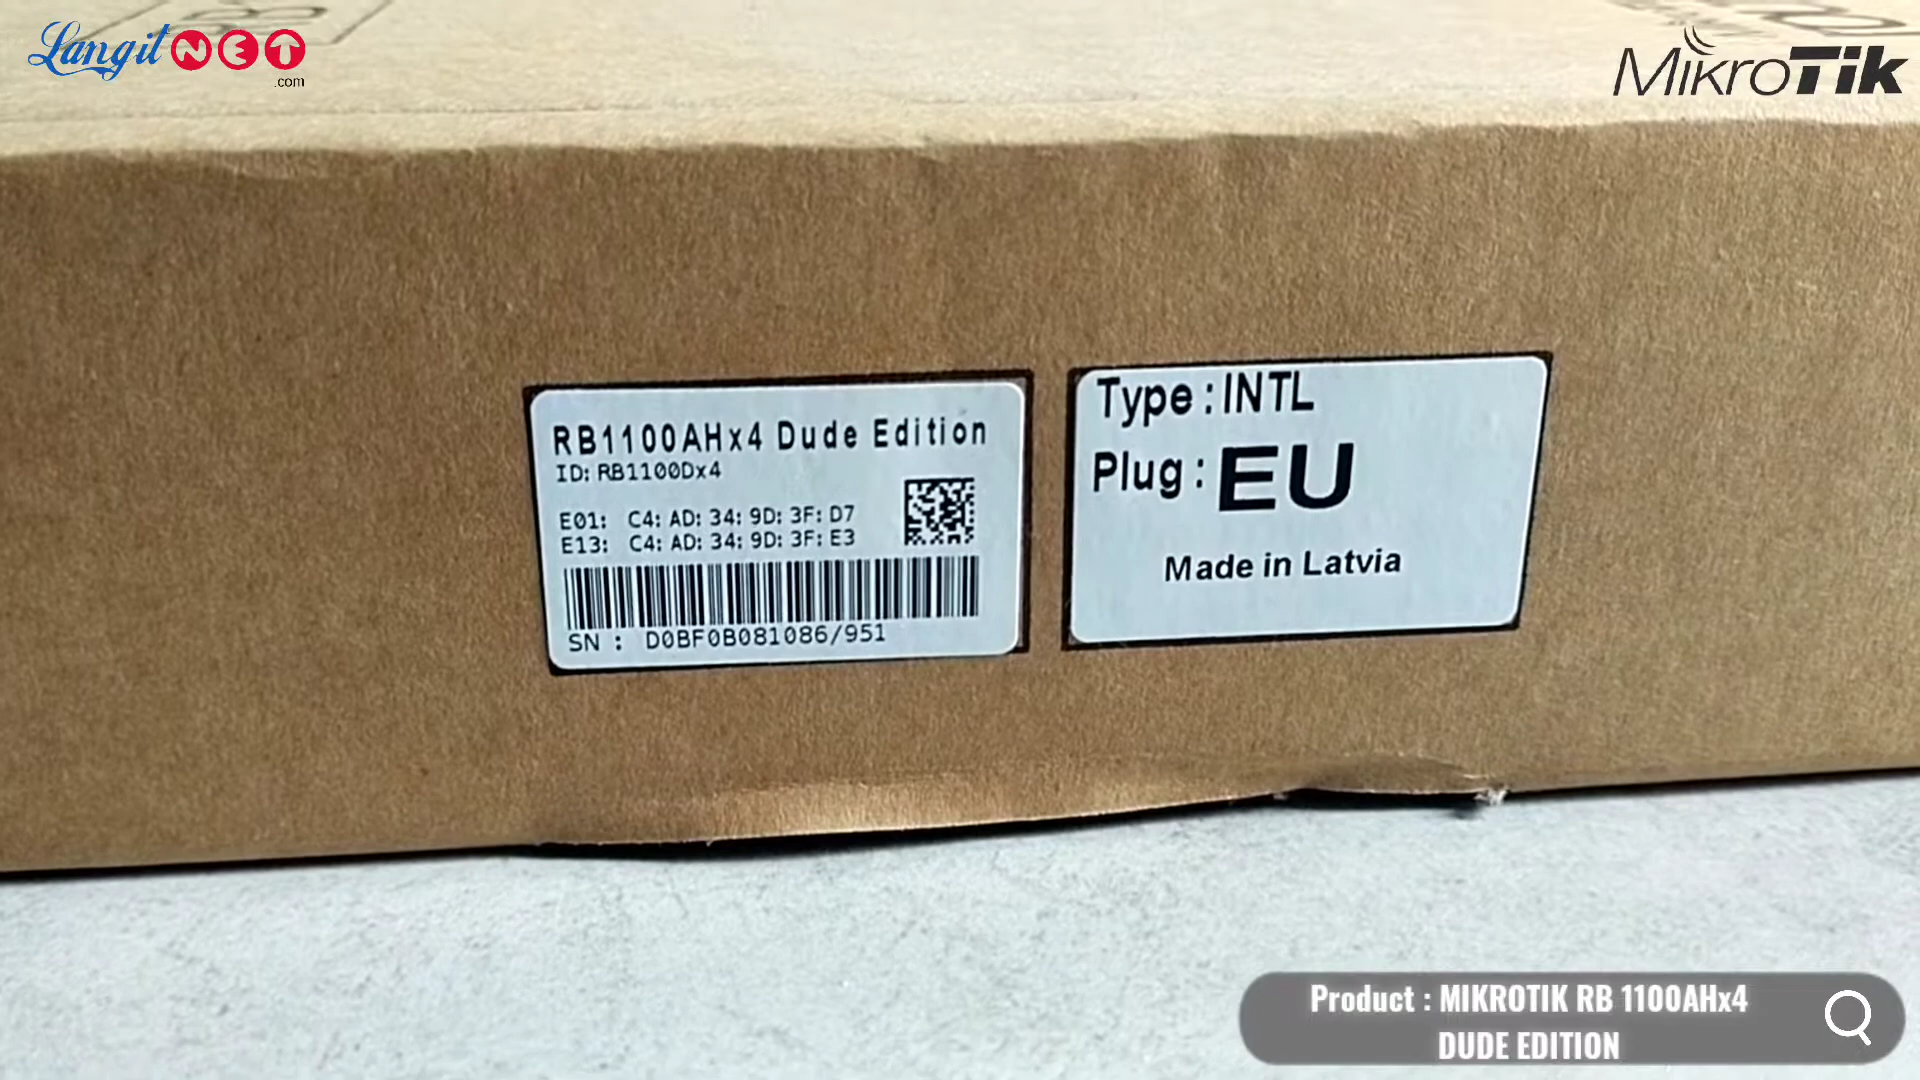 LangitNET
.com
MikroTik
RB1100AHx4 Dude Edition
ID: RB1100Dx4
E01: C4: AD: 34: 9D: 3F: D7
E13: C4: AD: 34: 9D: 3F: E3
SN : D0BF0B081086/951
Type : INTL
Plug : EU
Made in Latvia
Product : MIKROTIK RB 1100AHx4
DUDE EDITION